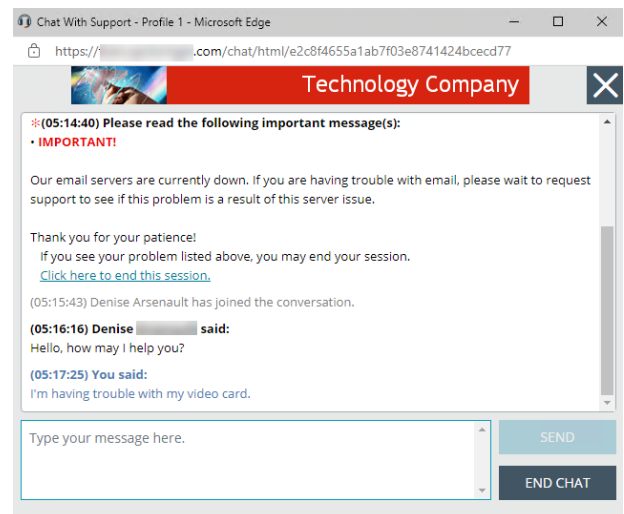 Chat With Support - Profile 1 - Microsoft Edge
https://
.com/chat/html/e2c8f4655a1ab7f03e8741424bcecd77
Technology Company
※(05:14:40) Please read the following important message(s):
• IMPORTANT!
Our email servers are currently down. If you are having trouble with email, please wait to request
support to see if this problem is a result of this server issue.
Thank you for your patience!
If you see your problem listed above, you may end your session.
Click here to end this session.
(05:15:43) Denise Arsenault has joined the conversation.
(05:16:16) Denise said:
Hello, how may I help you?
(05:17:25) You said:
I'm having trouble with my video card.
Type your message here.
SEND
END CHAT